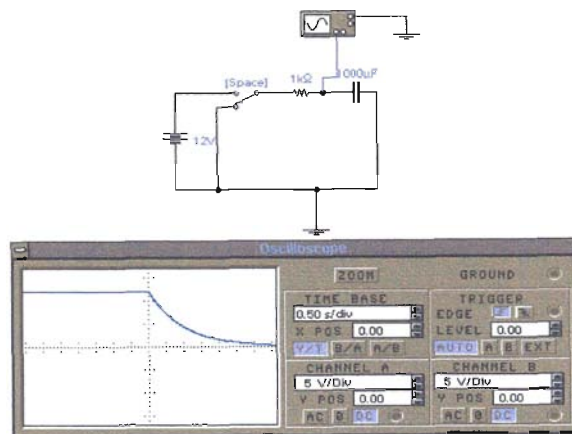 [Space]
1kΩ
000µF
12V
Oscilloscope
ZOOM
GROUND
TIME BASE
0.50 s/div
X POS 0.00
Y/T B/A A/B
TRIGGER
EDGE
LEVEL 0.00
AUTO A B EXT
CHANNEL A
5 V/Div
Y POS 0.00
AC 0 DC
CHANNEL B
5 V/Div
Y POS 0.00
AC 0 DC